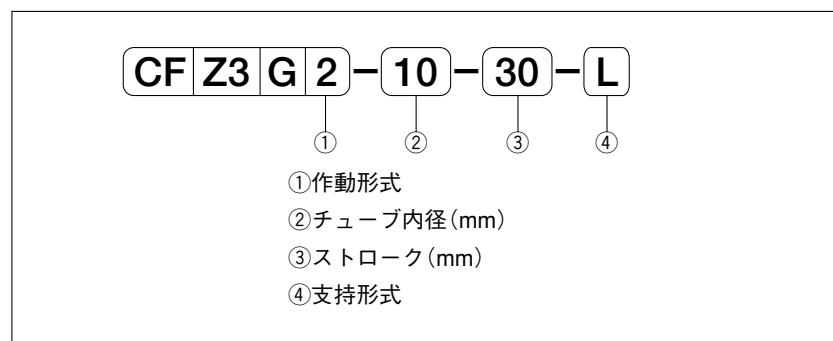 CF Z3 G 2-10-30-L
① ② ③ ④
①作動形式
②チューブ内径(mm)
③ストローク(mm)
④支持形式